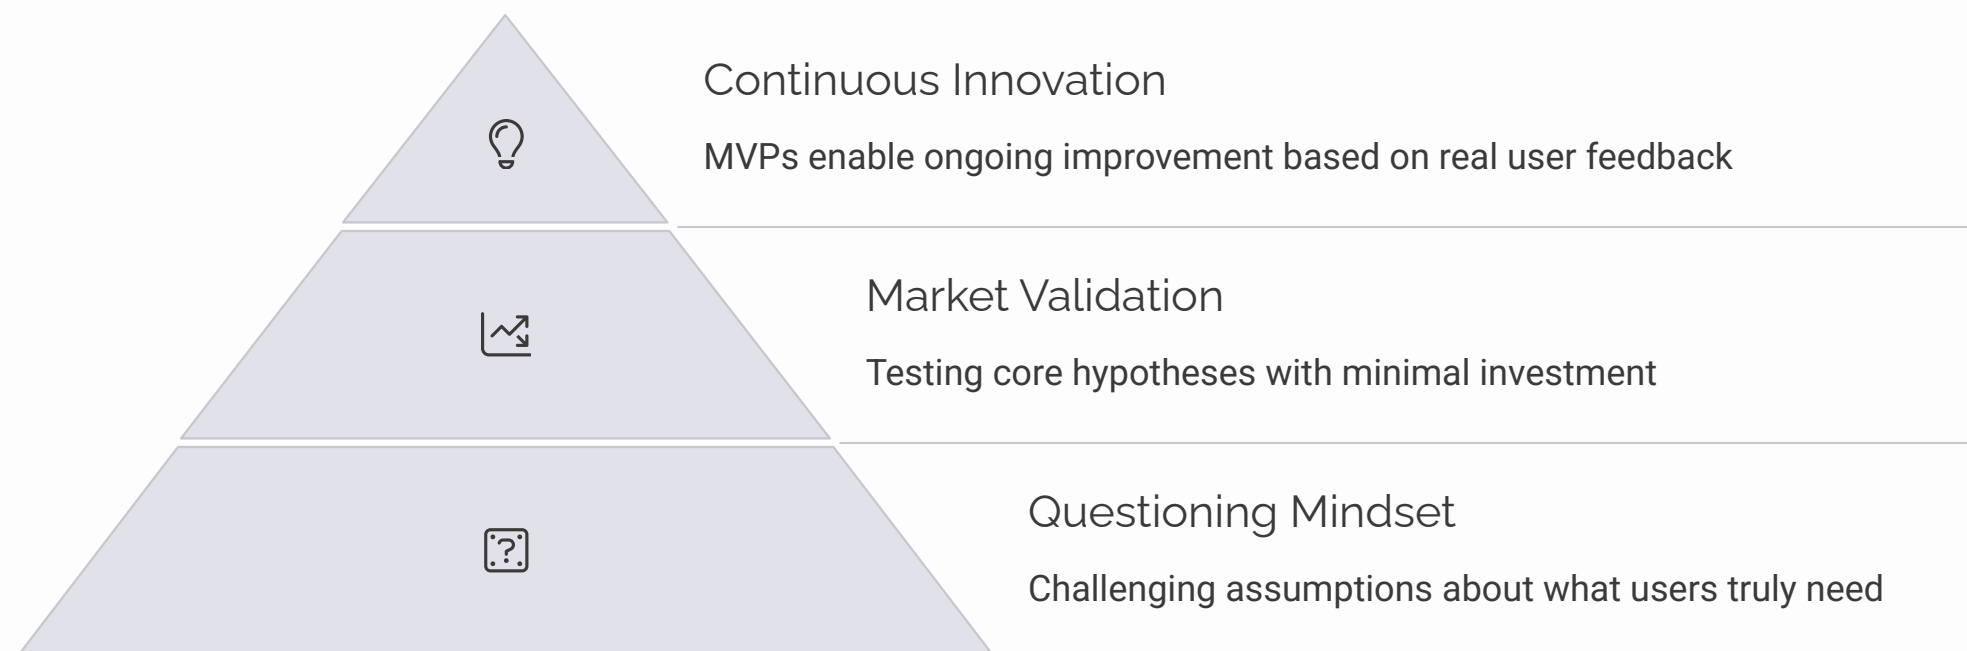 Continuous Innovation
MVPs enable ongoing improvement based on real user feedback
Market Validation
Testing core hypotheses with minimal investment
Questioning Mindset
Challenging assumptions about what users truly need